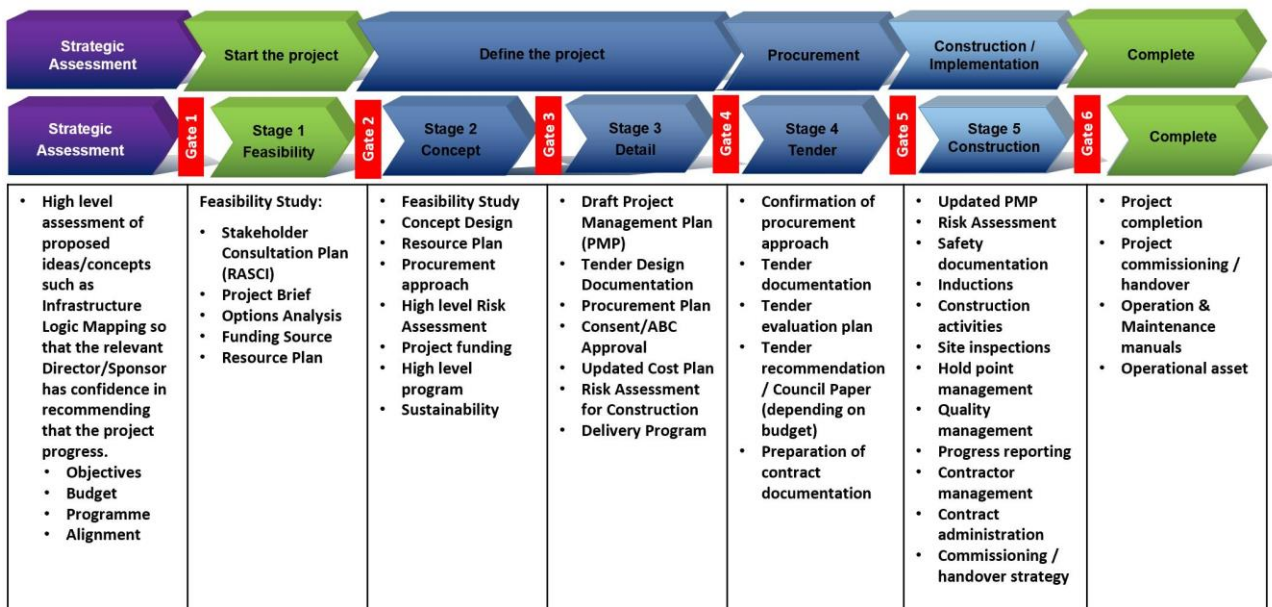 Strategic
Assessment
Start the project
Define the project
Procurement
Construction /
Implementation
Complete
Strategic
Assessment
Gate 1
Stage 1
Feasibility
Gate 2
Stage 2
Concept
Gate 3
Stage 3
Detail
Gate 4
Stage 4
Tender
Gate 5
Stage 5
Construction
Gate 6
Complete
• High level
assessment of
proposed
ideas/concepts
such as
Infrastructure
Logic Mapping so
that the relevant
Director/Sponsor
has confidence in
recommending
that the project
progress.
• Objectives
• Budget
• Programme
• Alignment
Feasibility Study:
• Stakeholder
Consultation Plan
(RASCI)
• Project Brief
• Options Analysis
• Funding Source
• Resource Plan
• Feasibility Study
• Concept Design
• Resource Plan
• Procurement
approach
• High level Risk
Assessment
• Project funding
• High level
program
• Sustainability
• Draft Project
Management Plan
(PMP)
• Tender Design
Documentation
• Procurement Plan
• Consent/ABC
Approval
• Updated Cost Plan
• Risk Assessment
for Construction
• Delivery Program
• Confirmation of
procurement
approach
• Tender
documentation
• Tender
evaluation plan
• Tender
recommendation
/ Council Paper
(depending on
budget)
• Preparation of
contract
documentation
• Updated PMP
• Risk Assessment
• Safety
documentation
• Inductions
• Construction
activities
• Site inspections
• Hold point
management
• Quality
management
• Progress reporting
• Contractor
management
• Contract
administration
• Commissioning /
handover strategy
• Project
completion
• Project
commissioning /
handover
• Operation &
Maintenance
manuals
• Operational asset